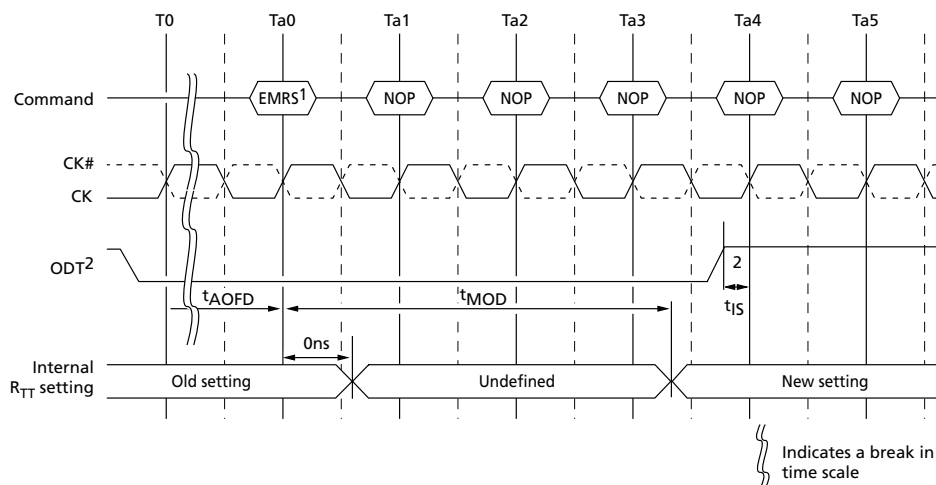 T0 Ta0 Ta1 Ta2 Ta3 Ta4 Ta5
Command EMRS1 NOP NOP NOP NOP NOP
CK#
CK
ODT2 2
tAOFD tMOD tIS
0ns
Internal
RTT setting Old setting Undefined New setting
Indicates a break in
time scale